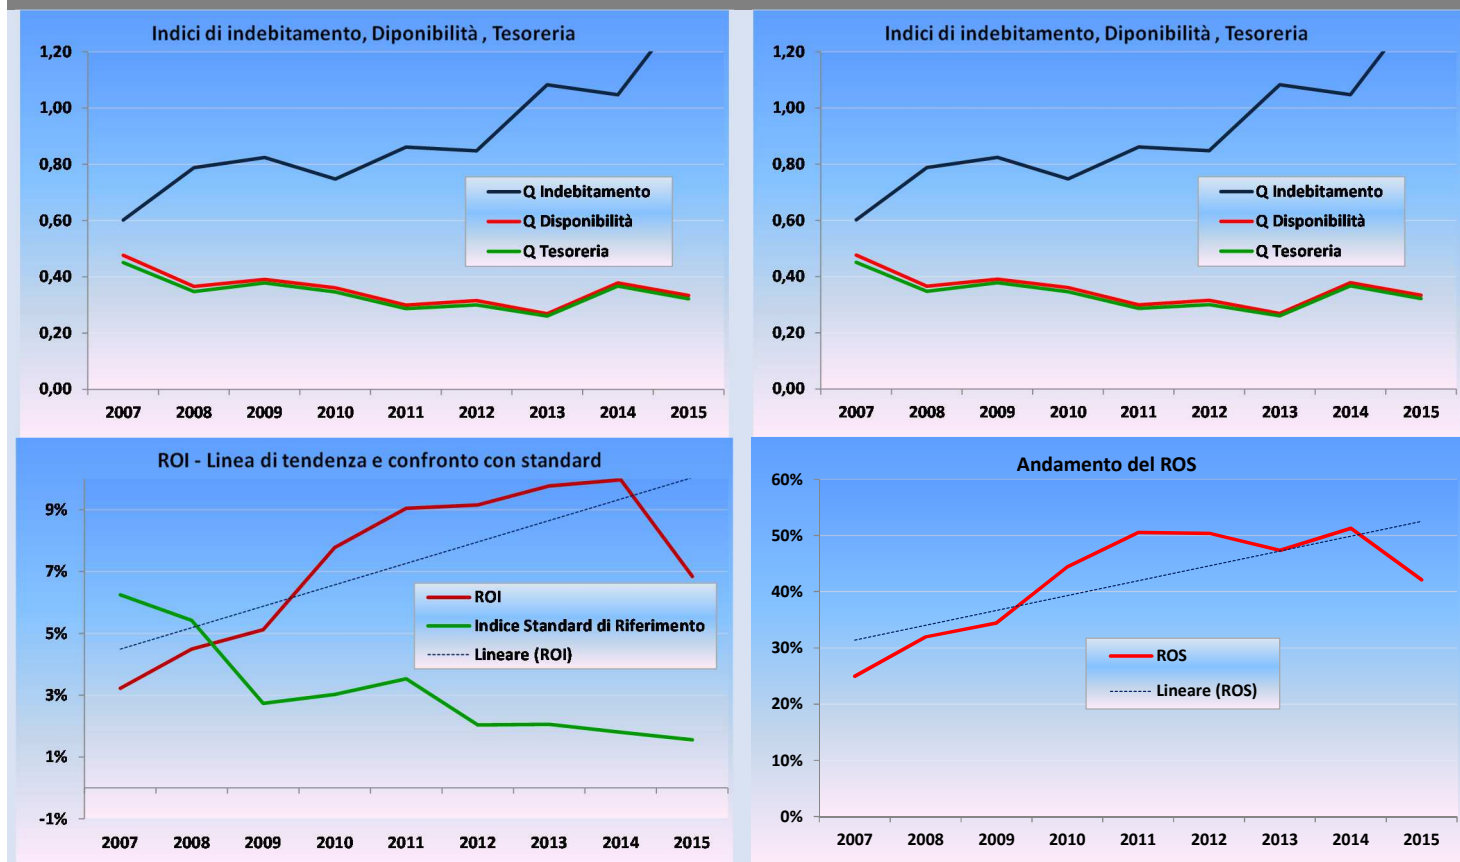 Indici di indebitamento, Diponibilità , Tesoreria
1,20
1,00
0,80
0,60
0,40
0,20
0,00
Q Indebitamento
Q Disponibilità
Q Tesoreria
2007 2008 2009 2010 2011 2012 2013 2014 2015
Indici di indebitamento, Diponibilità , Tesoreria
1,20
1,00
0,80
0,60
0,40
0,20
0,00
Q Indebitamento
Q Disponibilità
Q Tesoreria
2007 2008 2009 2010 2011 2012 2013 2014 2015
ROI - Linea di tendenza e confronto con standard
9%
7%
5%
3%
1%
-1%
ROI
Indice Standard di Riferimento
Lineare (ROI)
2007 2008 2009 2010 2011 2012 2013 2014 2015
Andamento del ROS
60%
50%
40%
30%
20%
10%
0%
ROS
Lineare (ROS)
2007 2008 2009 2010 2011 2012 2013 2014 2015